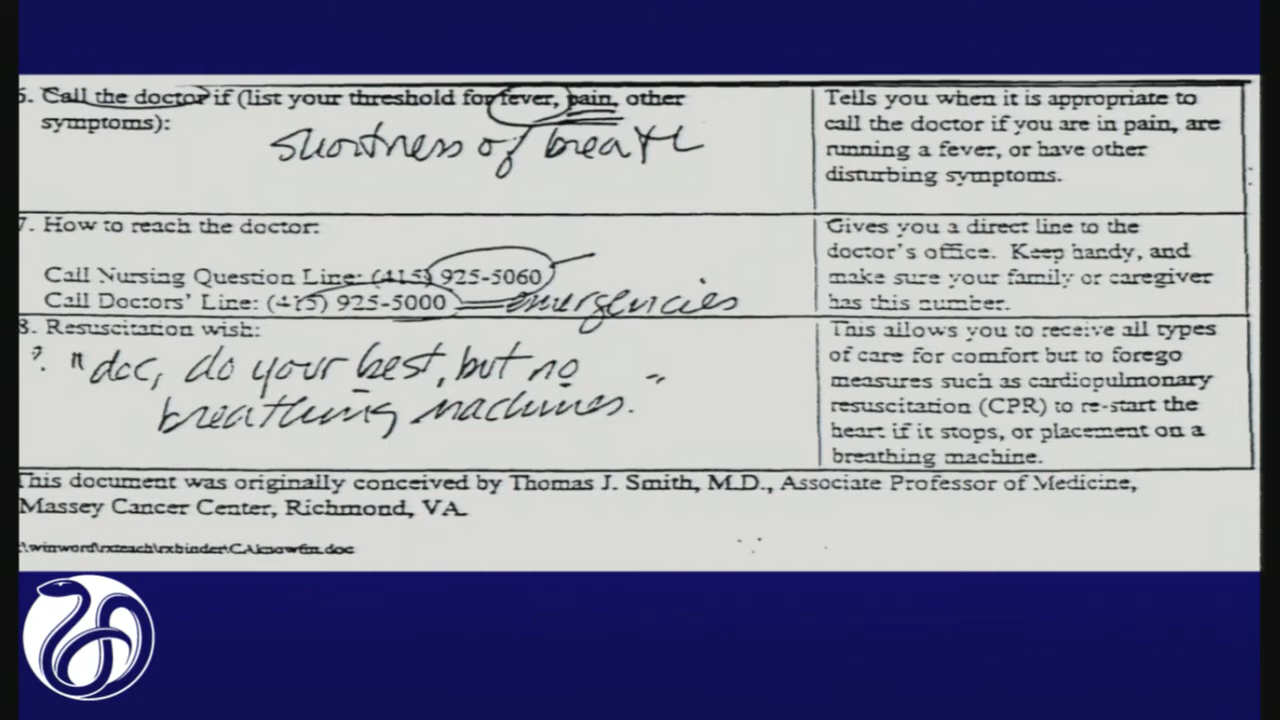 6. Call the doctor if (list your threshold for fever, pain, other
symptoms):
shortness of breath
Tells you when it is appropriate to
call the doctor if you are in pain, are
running a fever, or have other
disturbing symptoms.
7. How to reach the doctor:
Call Nursing Question Line: (415) 925-5060
Call Doctors' Line: (415) 925-5000 emergencies
Gives you a direct line to the
doctor's office. Keep handy, and
make sure your family or caregiver
has this number.
8. Resuscitation wish:
"doc, do your best, but no
breathing machines."
This allows you to receive all types
of care for comfort but to forego
measures such as cardiopulmonary
resuscitation (CPR) to re-start the
heart if it stops, or placement on a
breathing machine.
This document was originally conceived by Thomas J. Smith, M.D., Associate Professor of Medicine,
Massey Cancer Center, Richmond, VA.